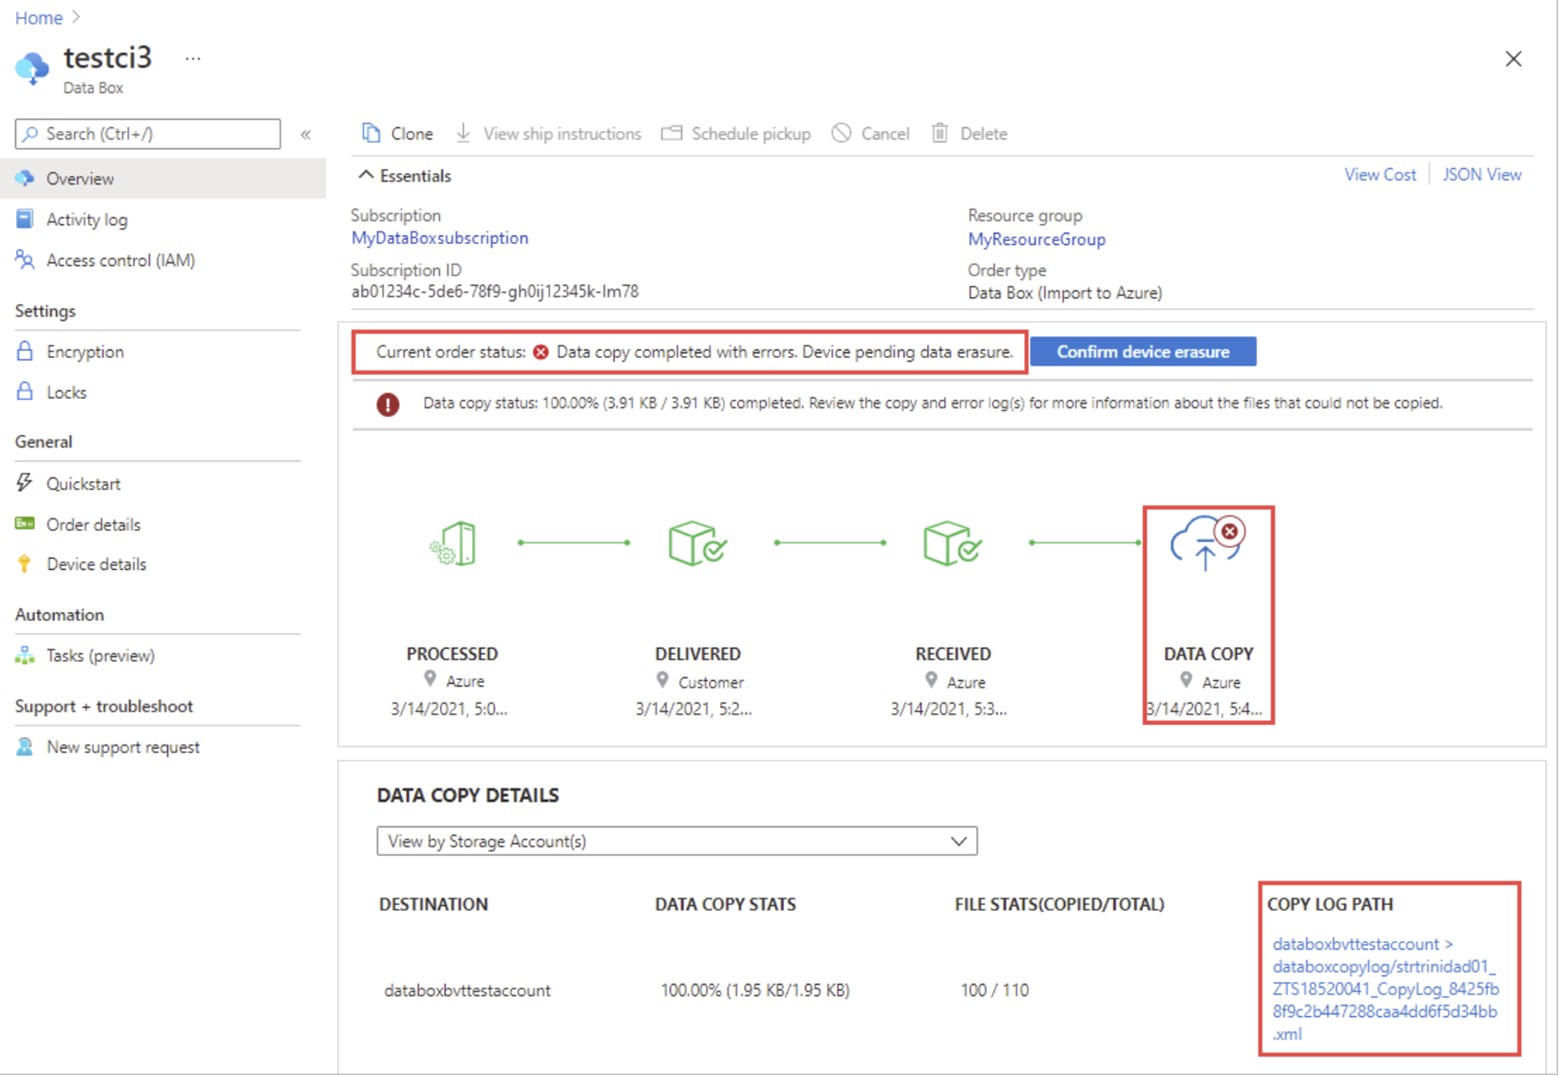 Home >
testci3 ...
Data Box
Search (Ctrl+/)
«
Overview
Activity log
Access control (IAM)
Settings
Encryption
Locks
General
Quickstart
Order details
Device details
Automation
Tasks (preview)
Support + troubleshoot
New support request
Clone View ship instructions Schedule pickup Cancel Delete
Essentials
View Cost JSON View
Subscription
MyDataBoxsubscription
Subscription ID
ab01234c-5de6-78f9-gh0ij12345k-lm78
Resource group
MyResourceGroup
Order type
Data Box (Import to Azure)
Current order status: Data copy completed with errors. Device pending data erasure.
Confirm device erasure
Data copy status: 100.00% (3.91 KB / 3.91 KB) completed. Review the copy and error log(s) for more information about the files that could not be copied.
PROCESSED
Azure
3/14/2021, 5:0...
DELIVERED
Customer
3/14/2021, 5:2...
RECEIVED
Azure
3/14/2021, 5:3...
DATA COPY
Azure
3/14/2021, 5:4...
DATA COPY DETAILS
View by Storage Account(s)
DESTINATION DATA COPY STATS FILE STATS(COPIED/TOTAL) COPY LOG PATH
databoxbvttestaccount 100.00% (1.95 KB/1.95 KB) 100 / 110
databoxbvttestaccount >
databoxcopylog/strtrinidad01_
ZTS18520041_CopyLog_8425fb
8f9c2b447288caa4dd6f5d34bb
.xml